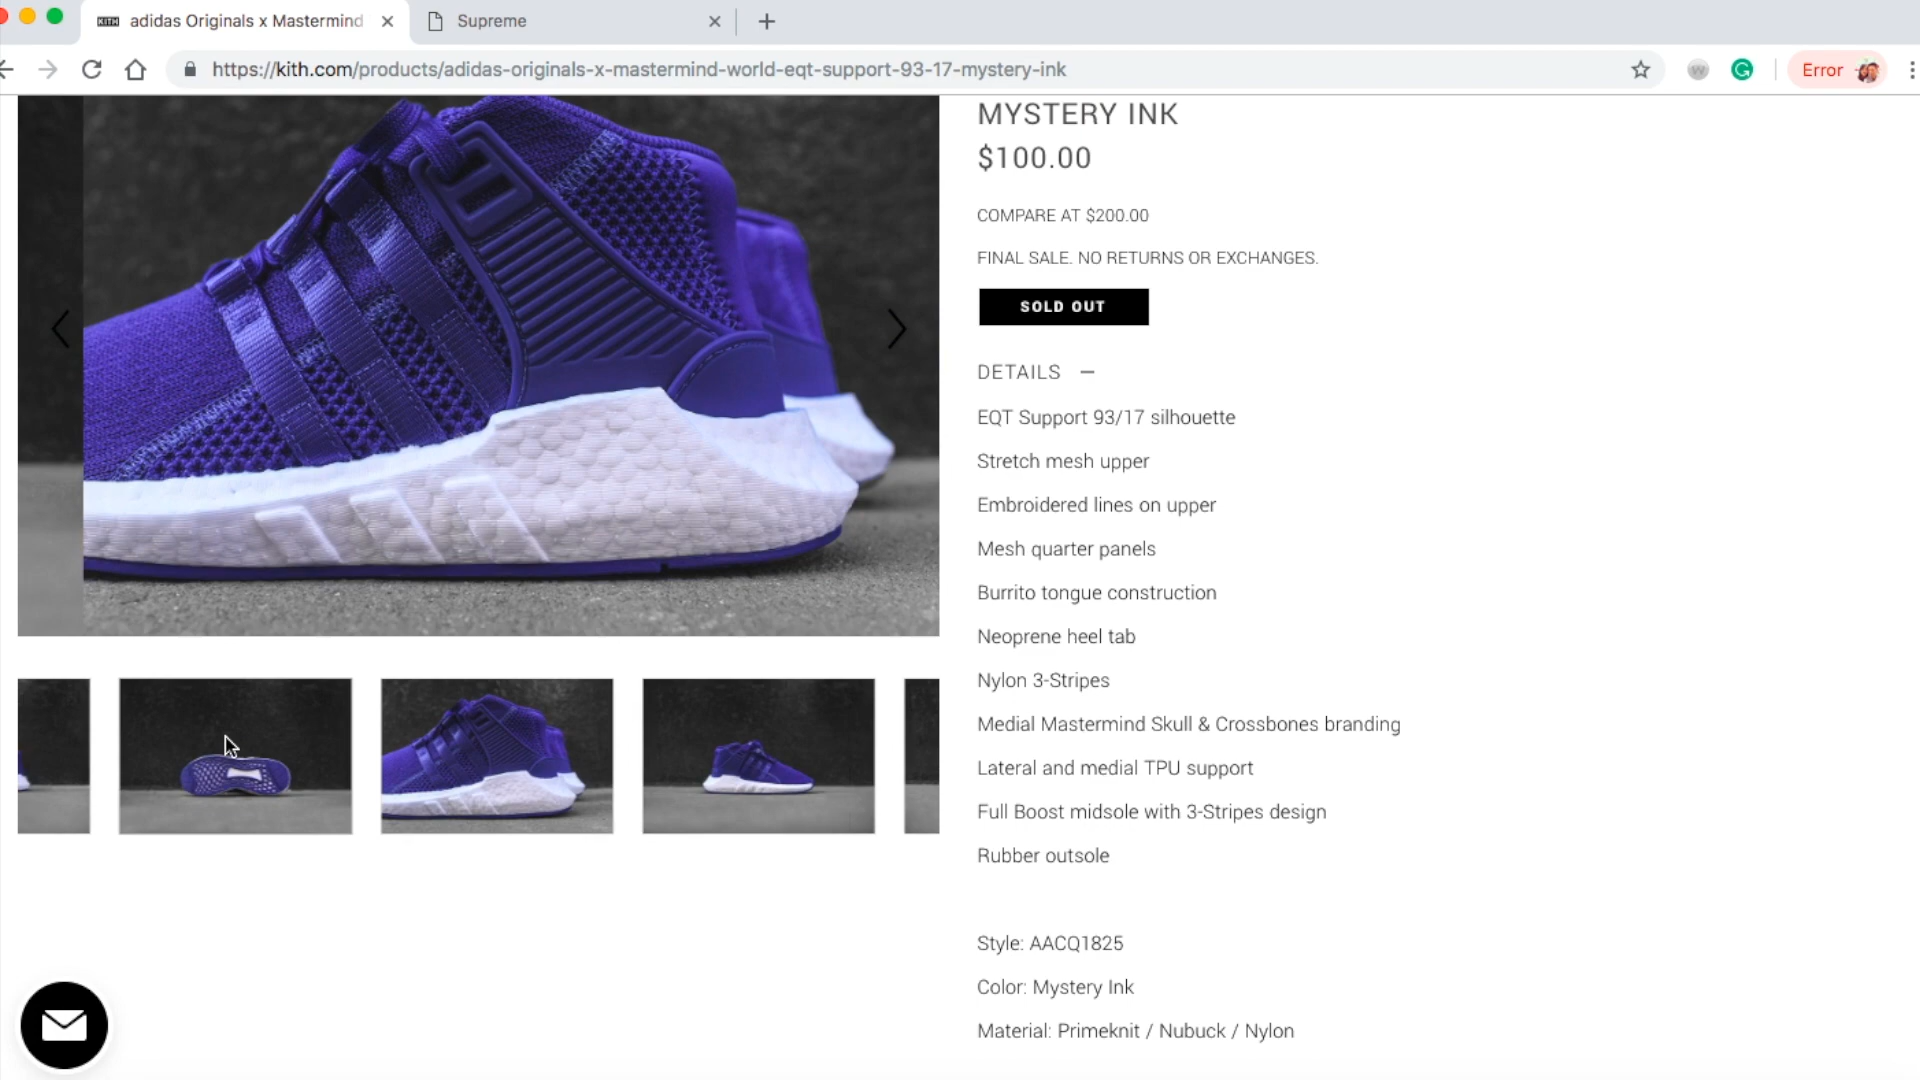 KITH adidas Originals x Mastermind
Supreme
https://kith.com/products/adidas-originals-x-mastermind-world-eqt-support-93-17-mystery-ink
Error
MYSTERY INK
$100.00
COMPARE AT $200.00
FINAL SALE. NO RETURNS OR EXCHANGES.
SOLD OUT
DETAILS —
EQT Support 93/17 silhouette
Stretch mesh upper
Embroidered lines on upper
Mesh quarter panels
Burrito tongue construction
Neoprene heel tab
Nylon 3-Stripes
Medial Mastermind Skull & Crossbones branding
Lateral and medial TPU support
Full Boost midsole with 3-Stripes design
Rubber outsole
Style: AACQ1825
Color: Mystery Ink
Material: Primeknit / Nubuck / Nylon